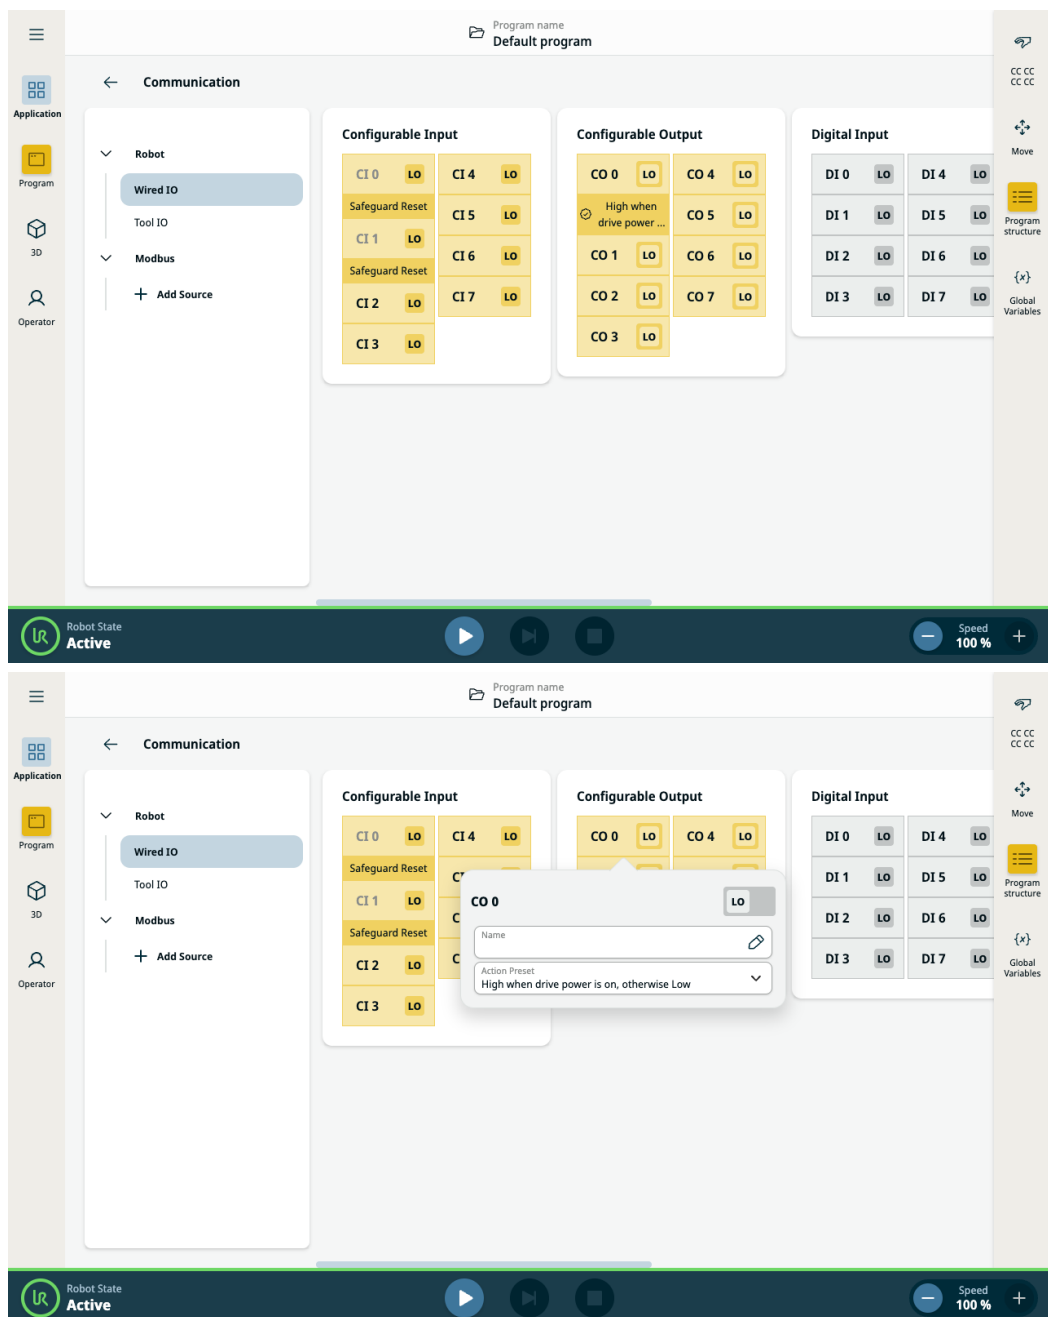 Program name
Default program
Communication
Application
Program
3D
Operator
Robot
Wired IO
Tool IO
Modbus
Add Source
Configurable Input
CI 0 LO CI 4 LO
Safeguard Reset
CI 5 LO
CI 1 LO
CI 6 LO
Safeguard Reset
CI 2 LO CI 7 LO
CI 3 LO
Configurable Output
CO 0 LO CO 4 LO
High when
drive power ...
CO 5 LO
CO 1 LO CO 6 LO
CO 2 LO CO 7 LO
CO 3 LO
Digital Input
DI 0 LO DI 4 LO
DI 1 LO DI 5 LO
DI 2 LO DI 6 LO
DI 3 LO DI 7 LO
CC CC
CC CC
Move
Program
structure
{x}
Global
Variables
UR
Robot State
Active
Speed
100 %
Program name
Default program
Communication
Application
Program
3D
Operator
Robot
Wired IO
Tool IO
Modbus
Add Source
Configurable Input
CI 0 LO CI 4 LO
Safeguard Reset
CI 1 LO
Safeguard Reset
CI 2 LO
CI 3 LO
Configurable Output
CO 0 LO CO 4 LO
CO 0 LO
Name
Action Preset
High when drive power is on, otherwise Low
Digital Input
DI 0 LO DI 4 LO
DI 1 LO DI 5 LO
DI 2 LO DI 6 LO
DI 3 LO DI 7 LO
CC CC
CC CC
Move
Program
structure
{x}
Global
Variables
UR
Robot State
Active
Speed
100 %